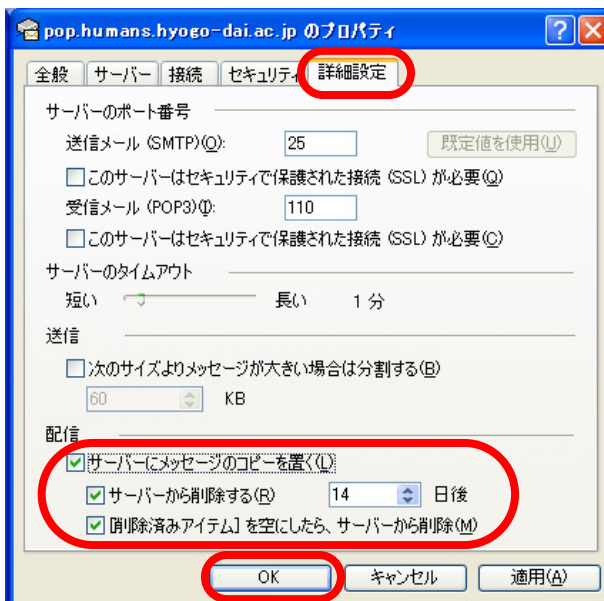 pop.humans.hyogo-dai.ac.jp のプロパティ
全般 サーバー 接続 セキュリティ 詳細設定
サーバーのポート番号
送信メール (SMTP)(O): 25 既定値を使用(U)
このサーバーはセキュリティで保護された接続 (SSL) が必要(Q)
受信メール (POP3)(I): 110
このサーバーはセキュリティで保護された接続 (SSL) が必要(C)
サーバーのタイムアウト
短い 長い 1 分
送信
次のサイズよりメッセージが大きい場合は分割する(B)
60 KB
配信
サーバーにメッセージのコピーを置く(L)
サーバーから削除する(R) 14 日後
[削除済みアイテム] を空にしたら、サーバーから削除(M)
OK キャンセル 適用(A)